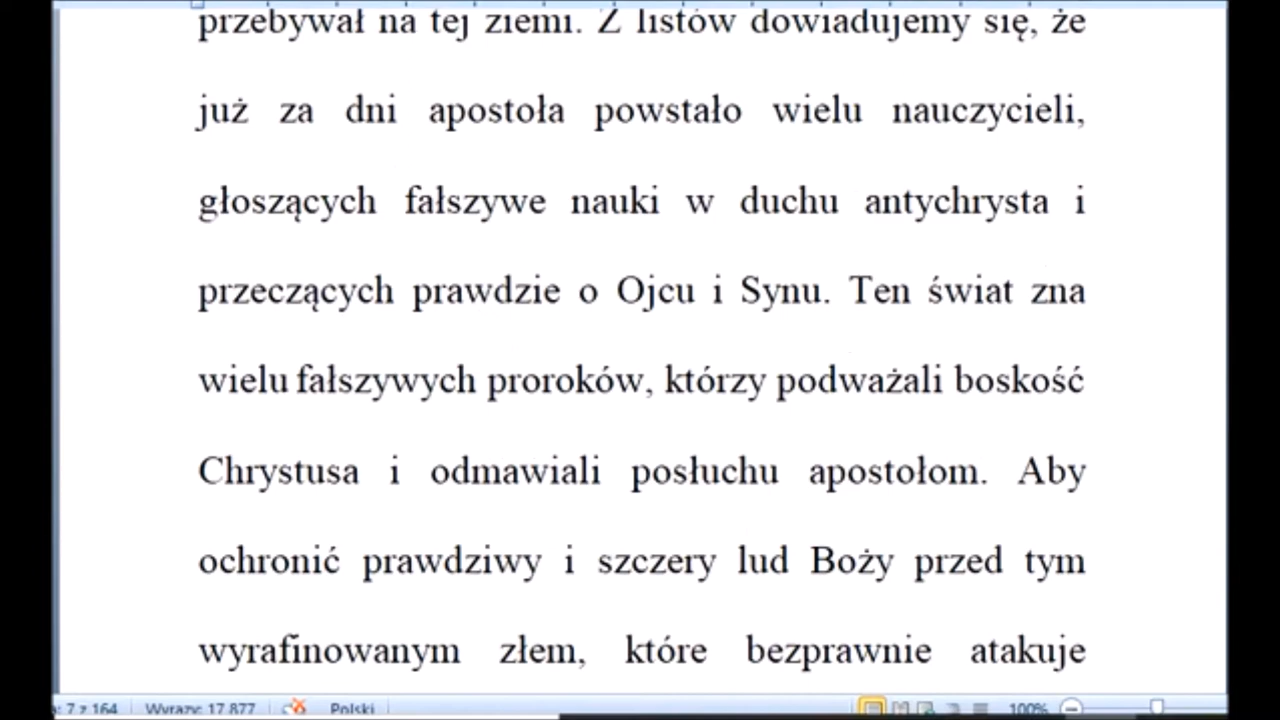 przebywał na tej ziemi. Z listów dowiadujemy się, że
już za dni apostoła powstało wielu nauczycieli,
głoszących fałszywe nauki w duchu antychrysta i
przeczących prawdzie o Ojcu i Synu. Ten świat zna
wielu fałszywych proroków, którzy podważali boskość
Chrystusa i odmawiali posłuchu apostołom. Aby
ochronić prawdziwy i szczery lud Boży przed tym
wyrafinowanym złem, które bezprawnie atakuje
: 7 z 164 Wyrazy: 17 877 Polski 100%